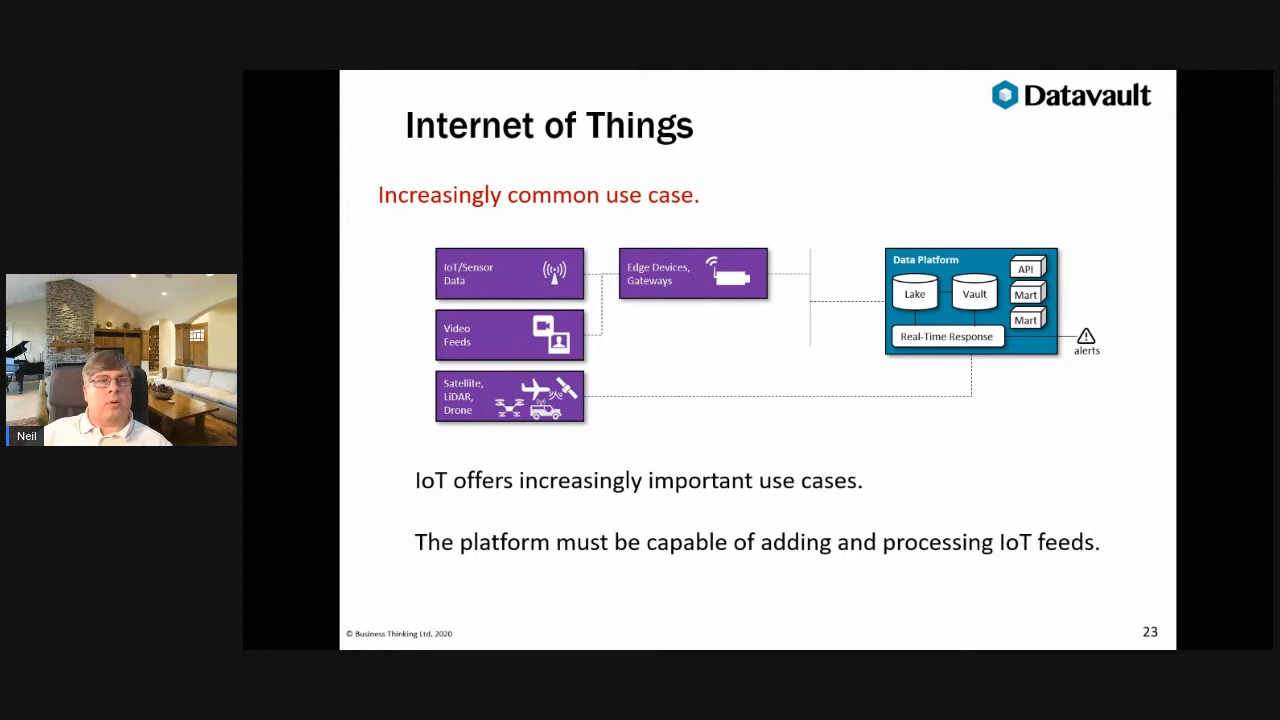 Datavault
Internet of Things
Increasingly common use case.
IoT/Sensor
Data
Edge Devices,
Gateways
Data Platform
Lake
Vault
API
Mart
Mart
Real-Time Response
alerts
Video
Feeds
Satellite,
LiDAR,
Drone
Neil
IoT offers increasingly important use cases.
The platform must be capable of adding and processing IoT feeds.
© Business Thinking Ltd. 2020
23